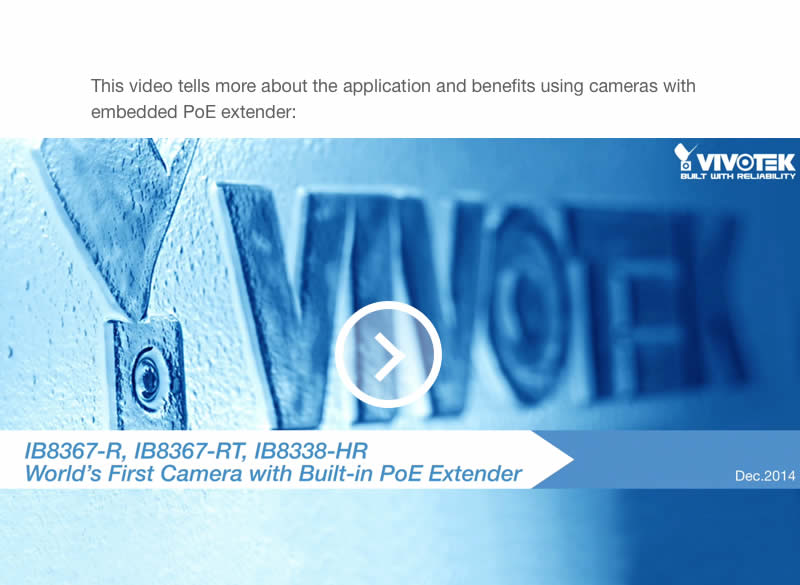 This video tells more about the application and benefits using cameras with
embedded PoE extender:
VIVOTEK
BUILT WITH RELIABILITY
VIVOTEK
IB8367-R, IB8367-RT, IB8338-HR
World's First Camera with Built-in PoE Extender
Dec.2014